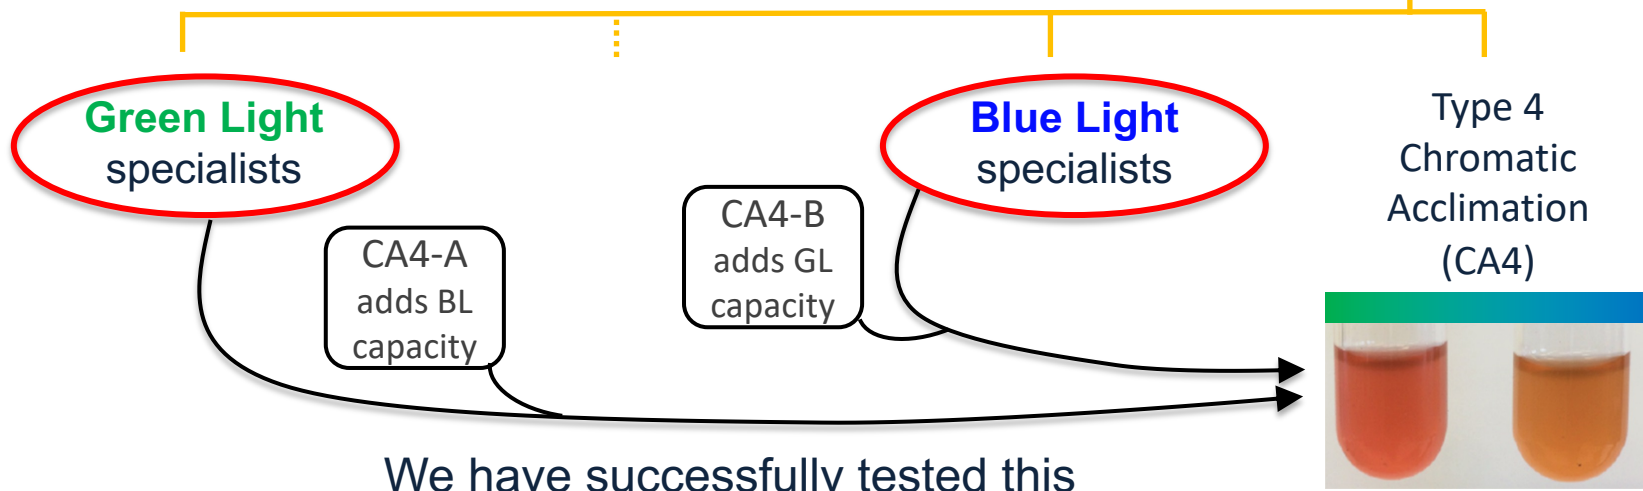 Green Light
specialists
Blue Light
specialists
Type 4
Chromatic
Acclimation
(CA4)
CA4-A
adds BL
capacity
CA4-B
adds GL
capacity
We have successfully tested this